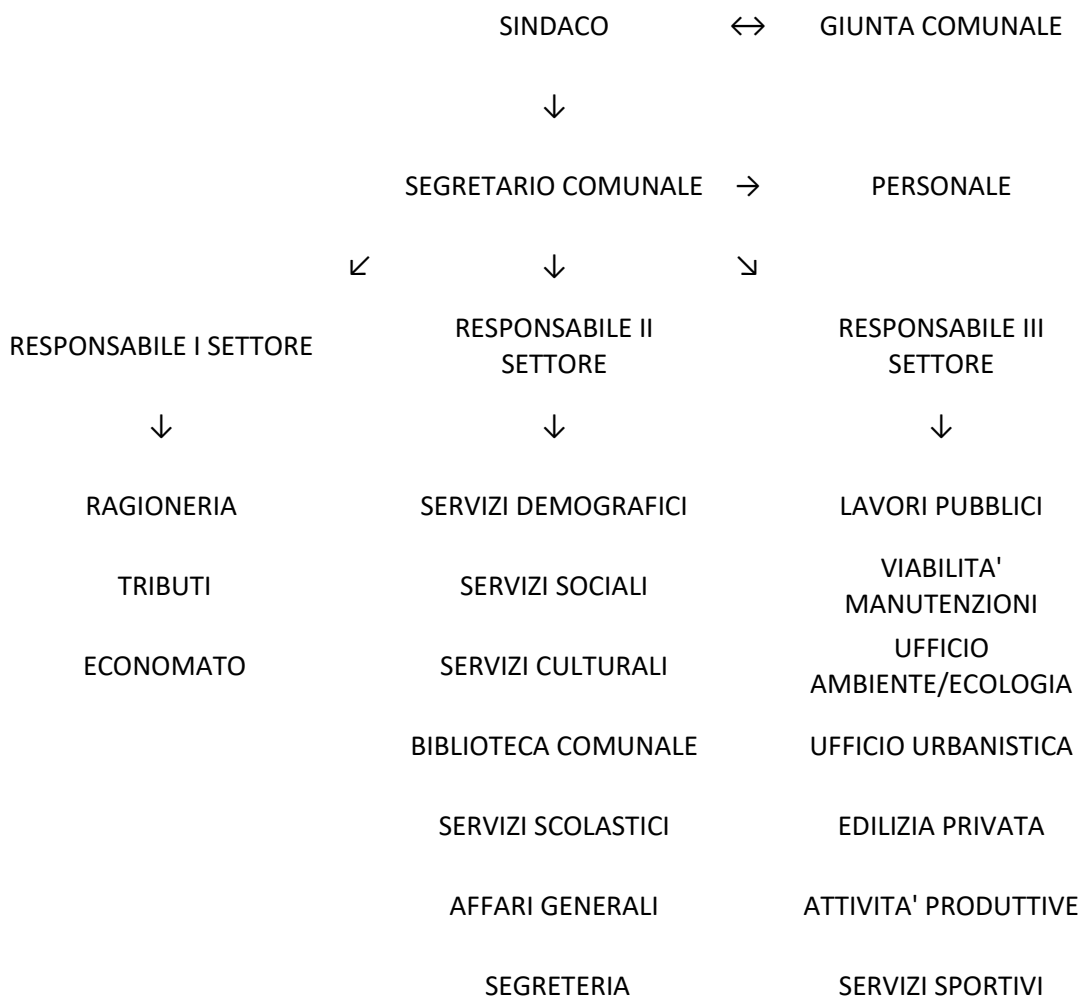 SINDACO ↔ GIUNTA COMUNALE
↓
SEGRETARIO COMUNALE → PERSONALE
↙ ↓ ↘
RESPONSABILE I SETTORE
RESPONSABILE II
SETTORE
RESPONSABILE III
SETTORE
↓ ↓ ↓
RAGIONERIA
TRIBUTI
ECONOMATO
SERVIZI DEMOGRAFICI
SERVIZI SOCIALI
SERVIZI CULTURALI
BIBLIOTECA COMUNALE
SERVIZI SCOLASTICI
AFFARI GENERALI
SEGRETERIA
LAVORI PUBBLICI
VIABILITA'
MANUTENZIONI
UFFICIO
AMBIENTE/ECOLOGIA
UFFICIO URBANISTICA
EDILIZIA PRIVATA
ATTIVITA' PRODUTTIVE
SERVIZI SPORTIVI